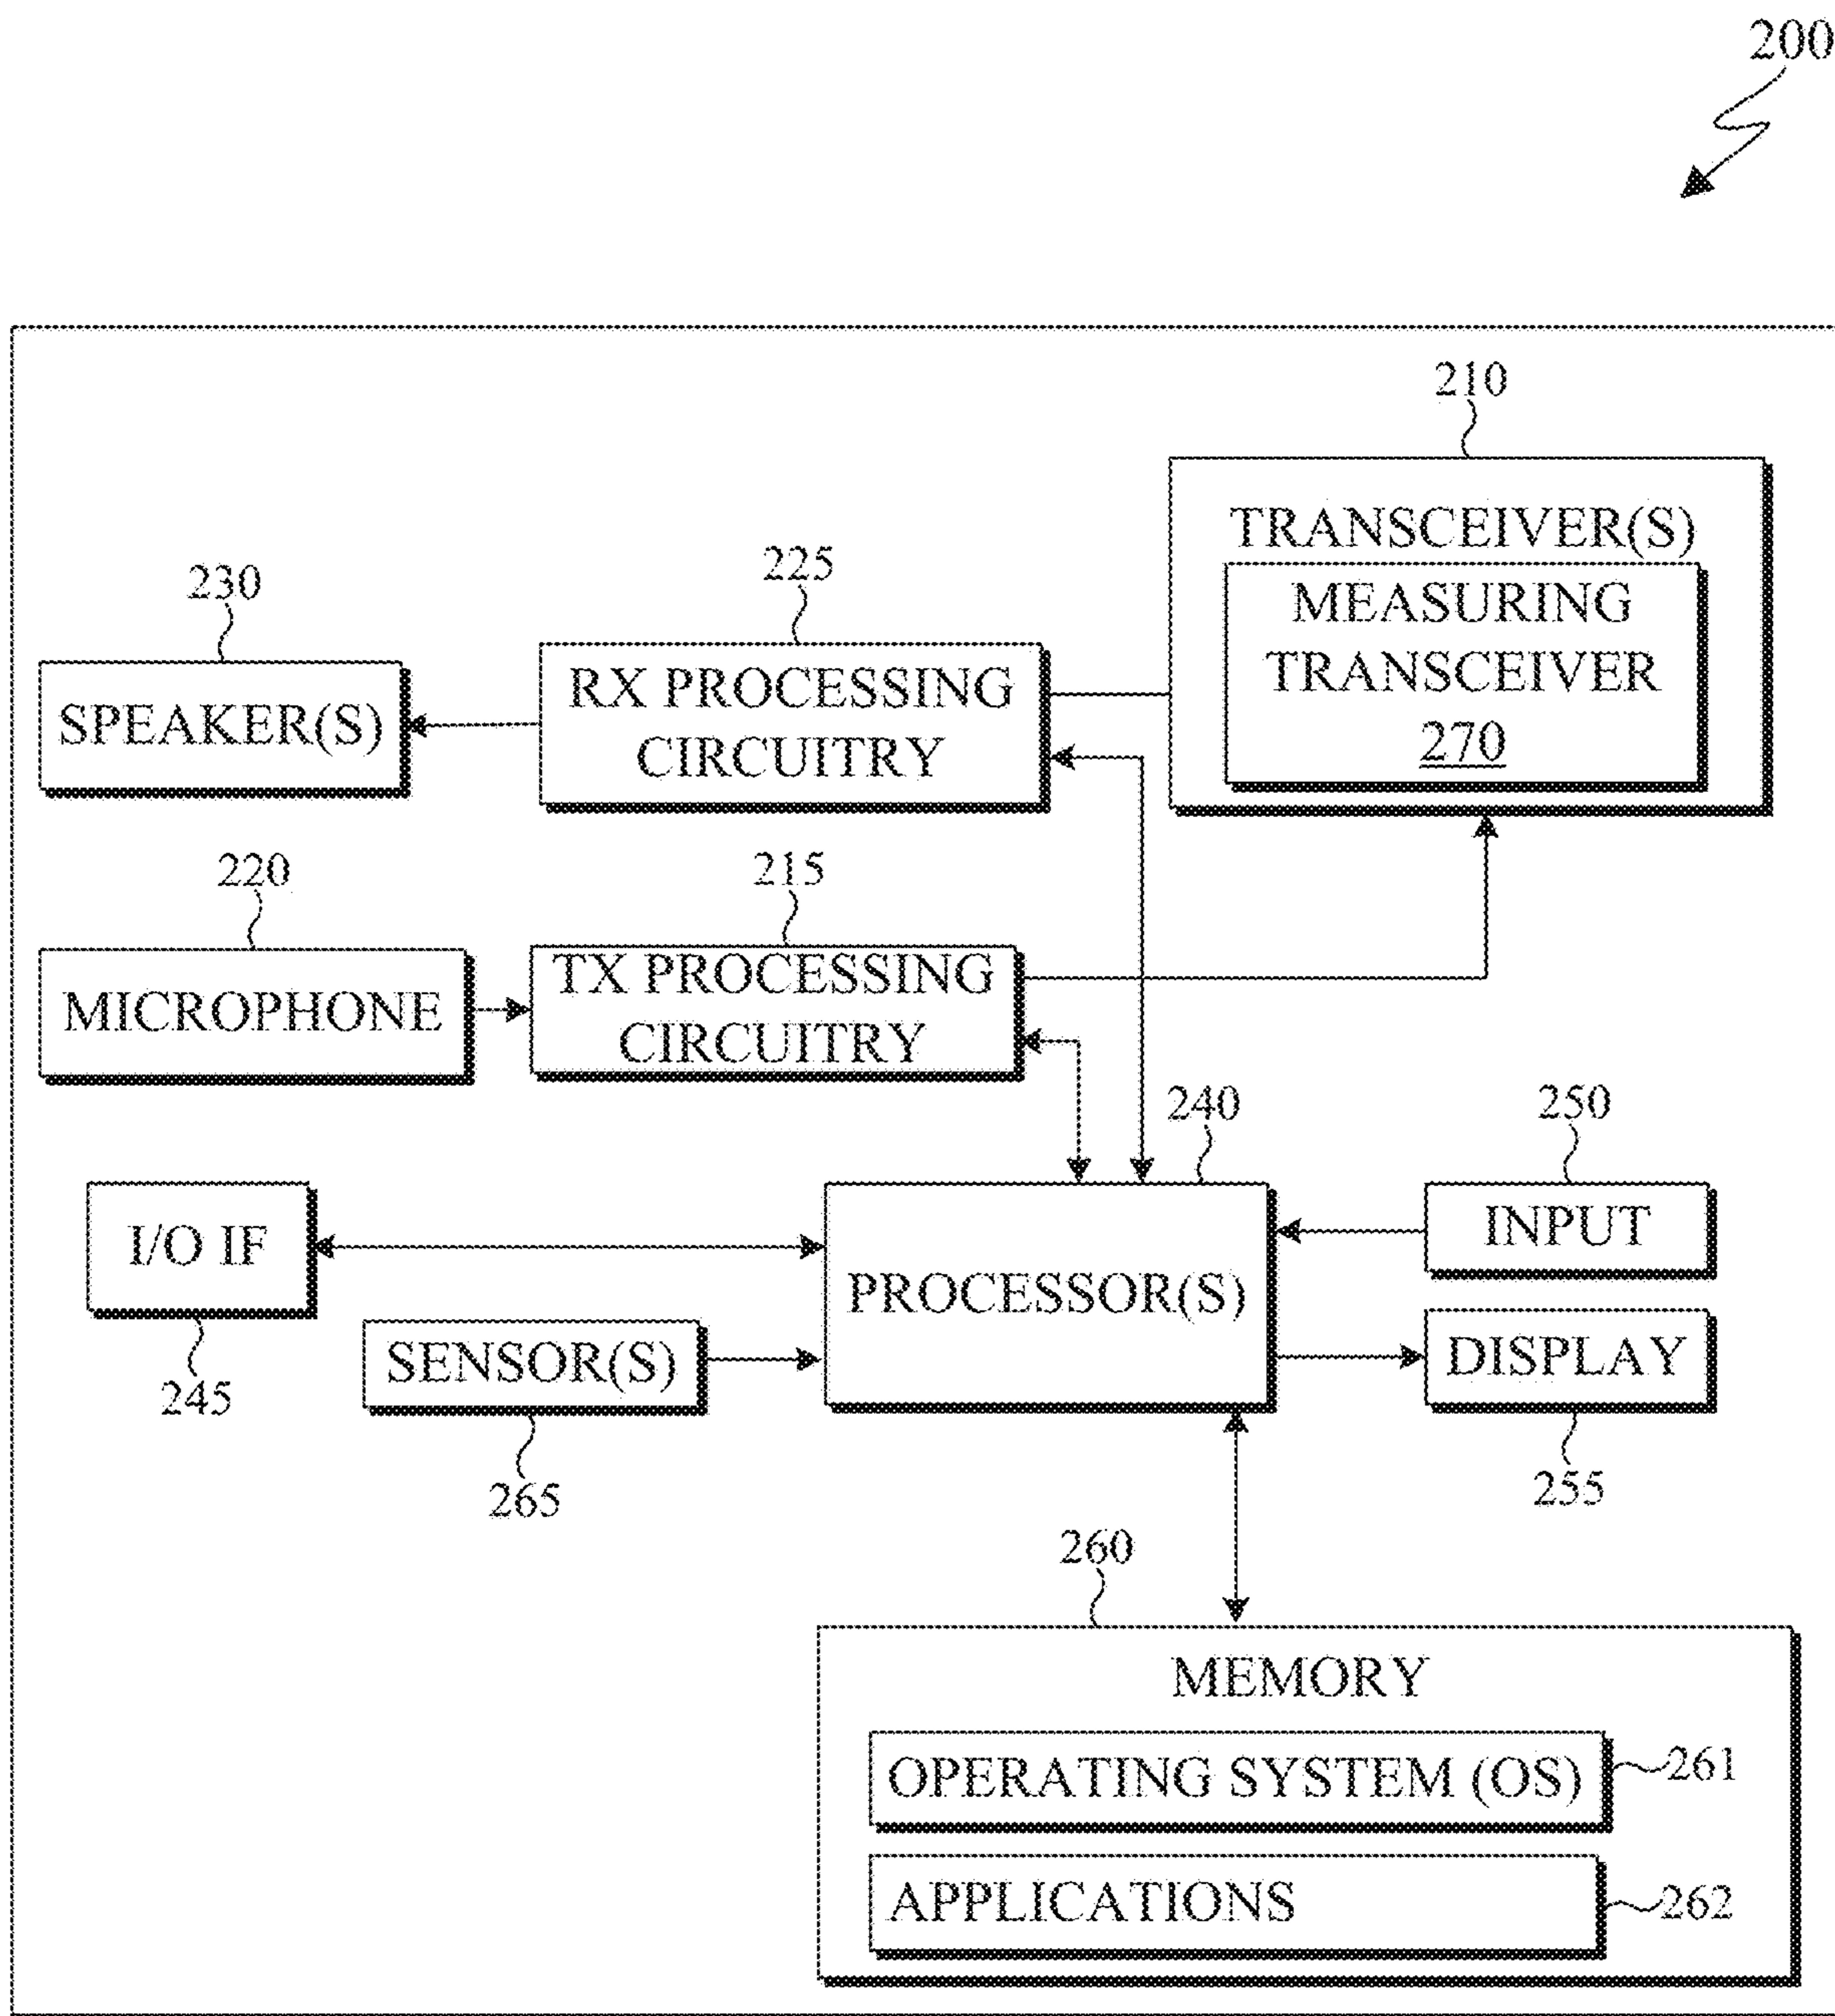 200
210
TRANSCEIVER(S)
MEASURING
TRANSCEIVER
270
225
RX PROCESSING
CIRCUITRY
230
SPEAKER(S)
220
MICROPHONE
215
TX PROCESSING
CIRCUITRY
240
PROCESSOR(S)
250
INPUT
I/O IF
245
SENSOR(S)
265
DISPLAY
255
260
MEMORY
OPERATING SYSTEM (OS)
261
APPLICATIONS
262